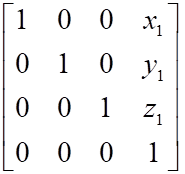 1 0 0 x₁
0 1 0 y₁
0 0 1 z₁
0 0 0 1